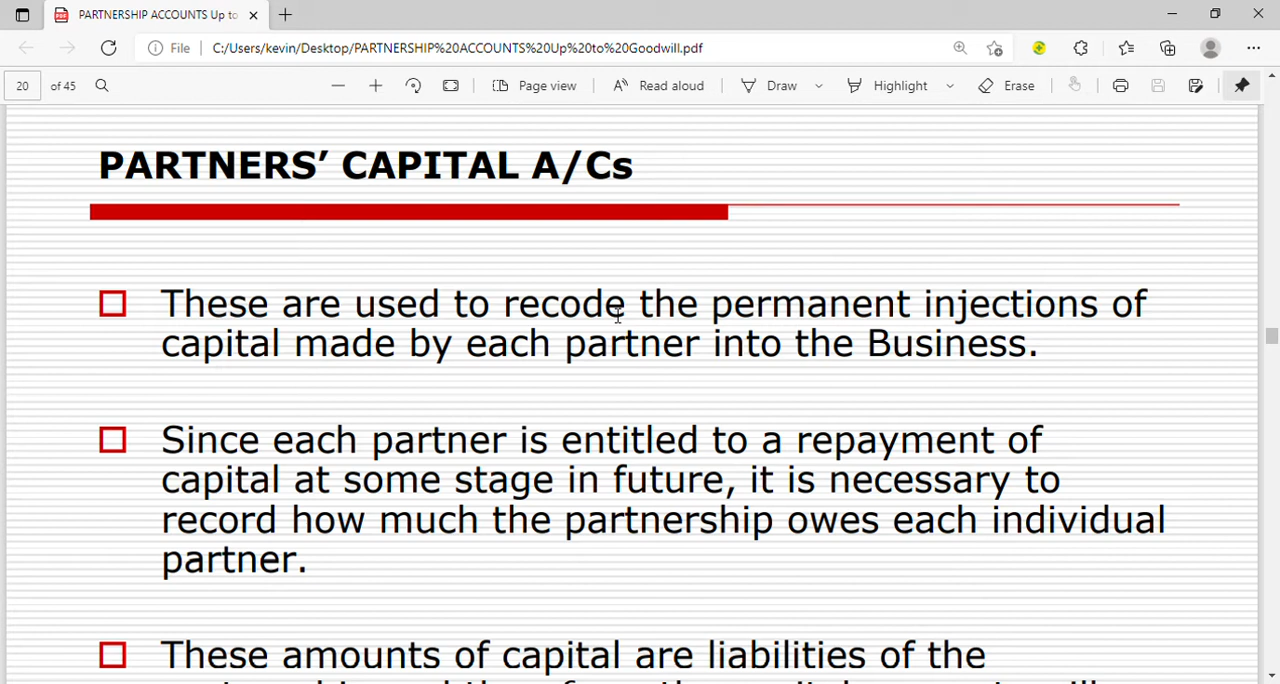 PARTNERSHIP ACCOUNTS Up to
File
C:/Users/kevin/Desktop/PARTNERSHIP%20ACCOUNTS%20Up%20to%20Goodwill.pdf
20 of 45
Page view
Read aloud
Draw
Highlight
Erase
PARTNERS’ CAPITAL A/Cs
These are used to recode the permanent injections of
capital made by each partner into the Business.
Since each partner is entitled to a repayment of
capital at some stage in future, it is necessary to
record how much the partnership owes each individual
partner.
These amounts of capital are liabilities of the